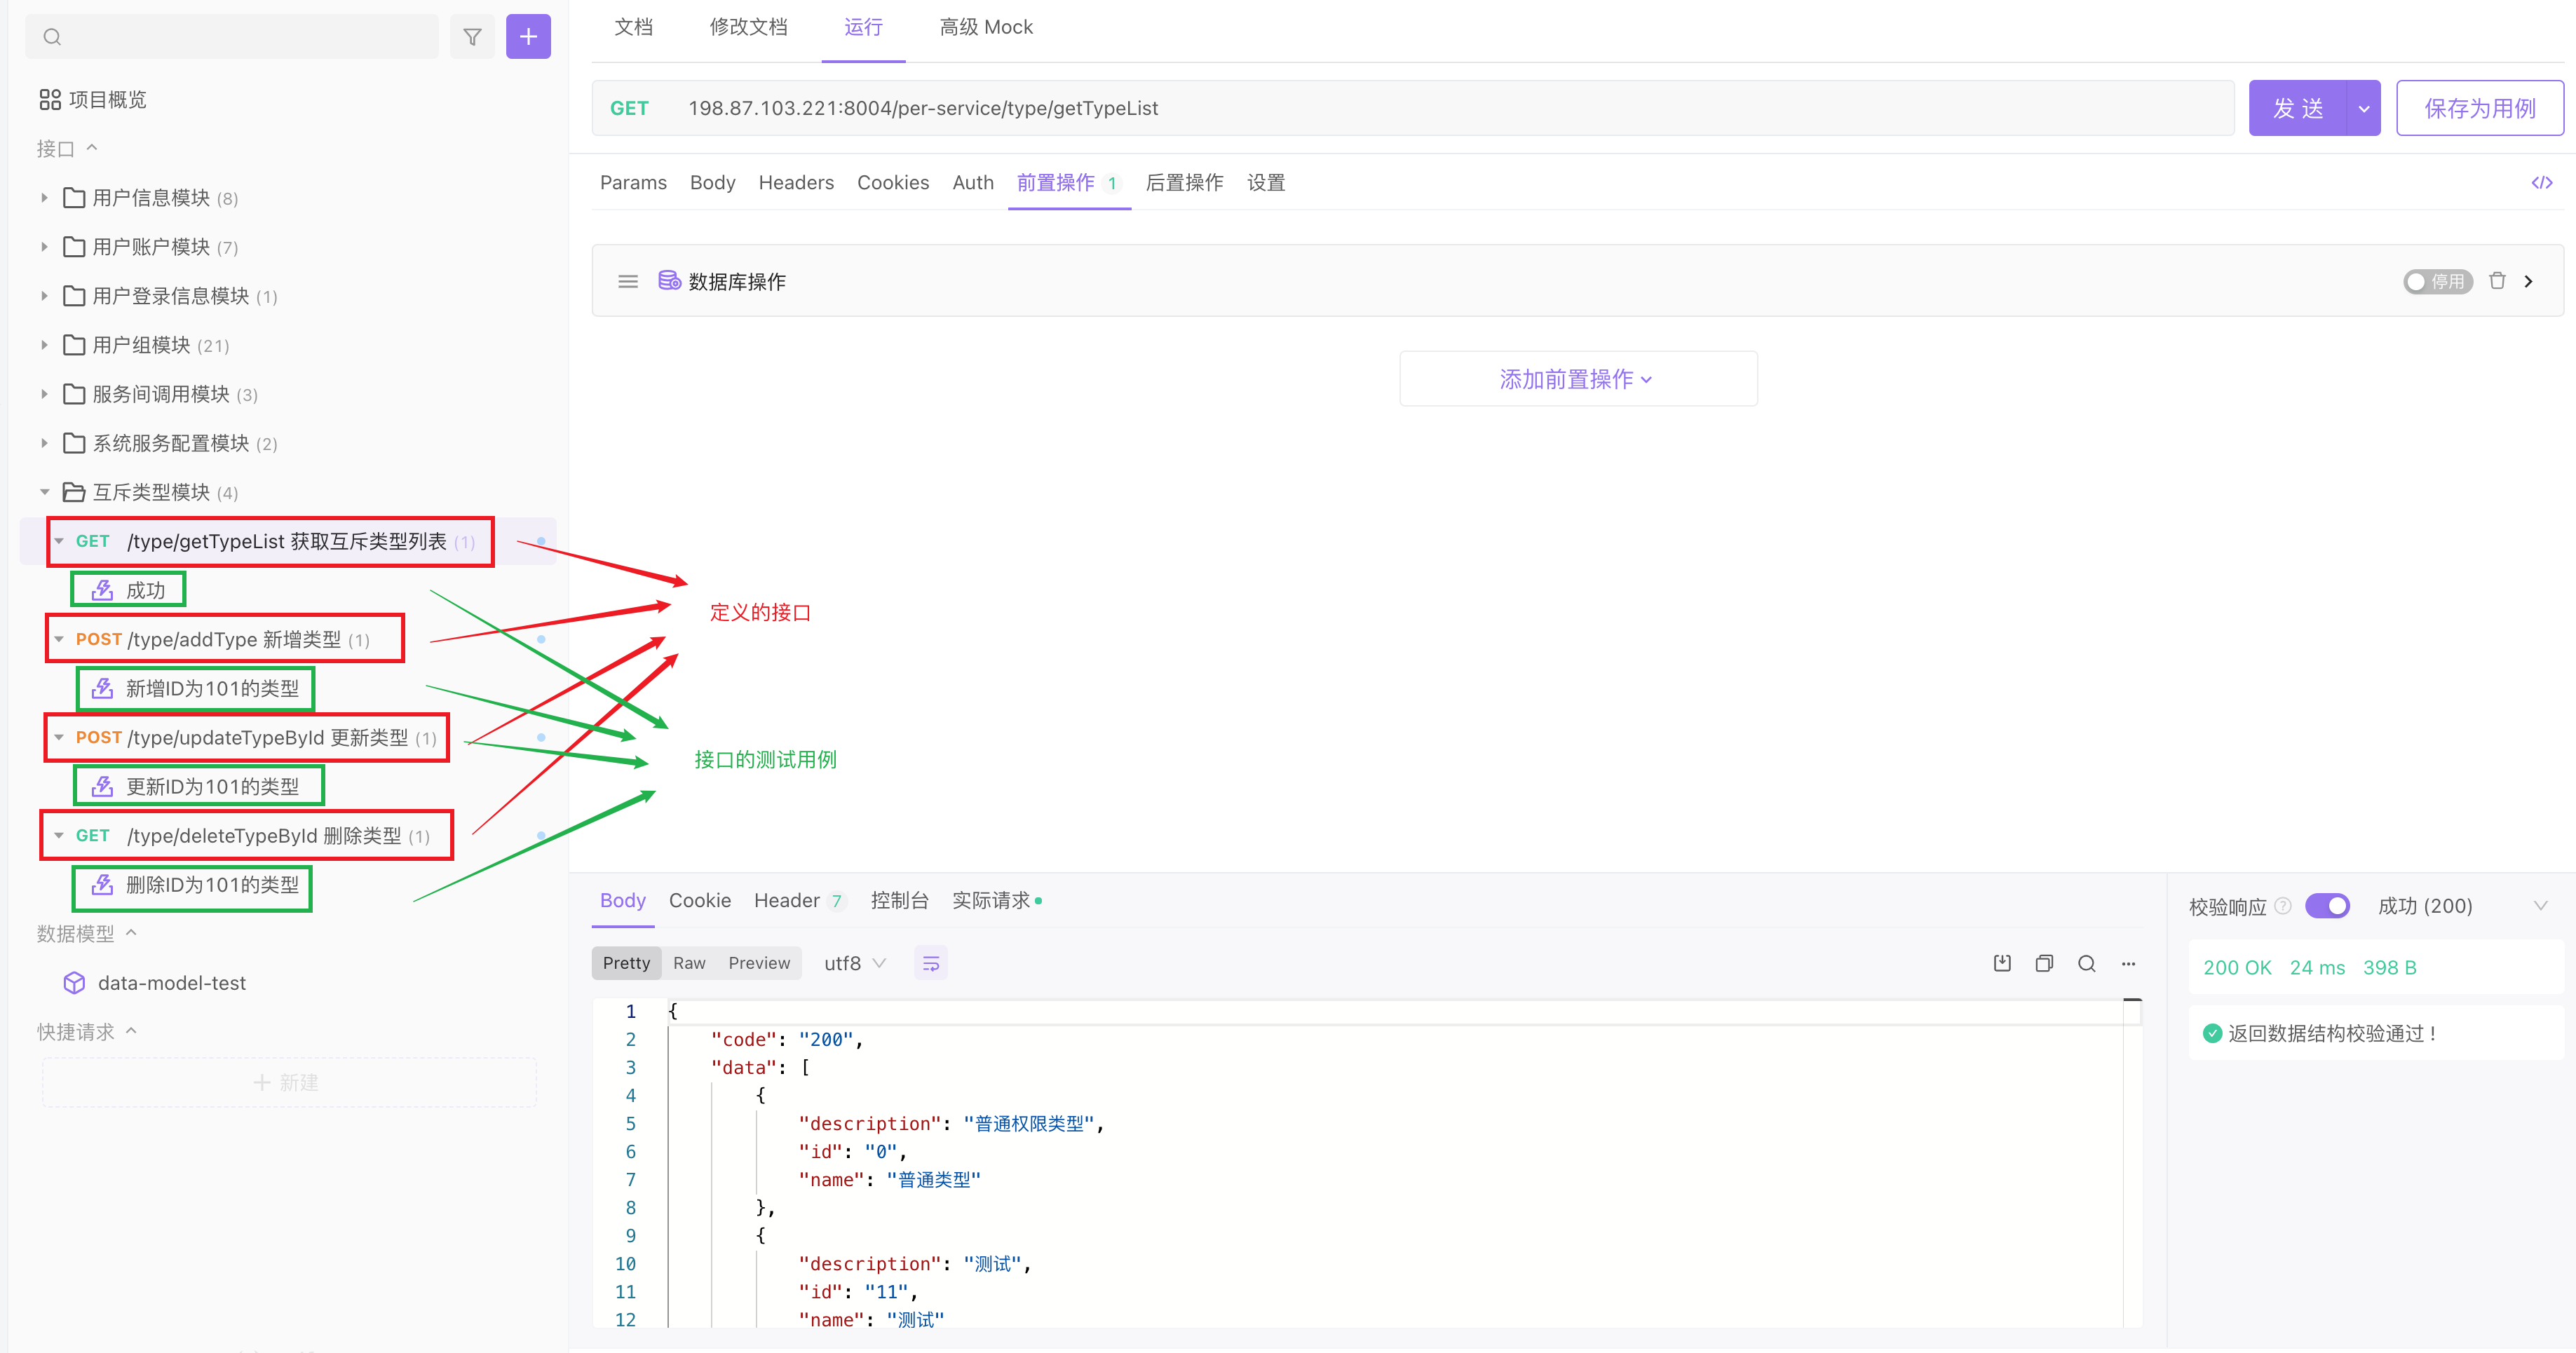 项目概览
接口
用户信息模块 (8)
用户账户模块 (7)
用户登录信息模块 (1)
用户组模块 (21)
服务间调用模块 (3)
系统服务配置模块 (2)
互斥类型模块 (4)
GET /type/getTypeList 获取互斥类型列表 (1)
成功
POST /type/addType 新增类型 (1)
新增ID为101的类型
POST /type/updateTypeById 更新类型 (1)
更新ID为101的类型
GET /type/deleteTypeById 删除类型 (1)
删除ID为101的类型
数据模型
data-model-test
快捷请求
新建
文档 修改文档 运行 高级 Mock
GET 198.87.103.221:8004/per-service/type/getTypeList 发 送 保存为用例
Params Body Headers Cookies Auth 前置操作 1 后置操作 设置
数据库操作 停用
添加前置操作
定义的接口
接口的测试用例
Body Cookie Header 7 控制台 实际请求
Pretty Raw Preview utf8
1 {
2 "code": "200",
3 "data": [
4 {
5 "description": "普通权限类型",
6 "id": "0",
7 "name": "普通类型"
8 },
9 {
10 "description": "测试",
11 "id": "11",
12 "name": "测试"
校验响应 ? 成功 (200)
200 OK 24 ms 398 B
返回数据结构校验通过！